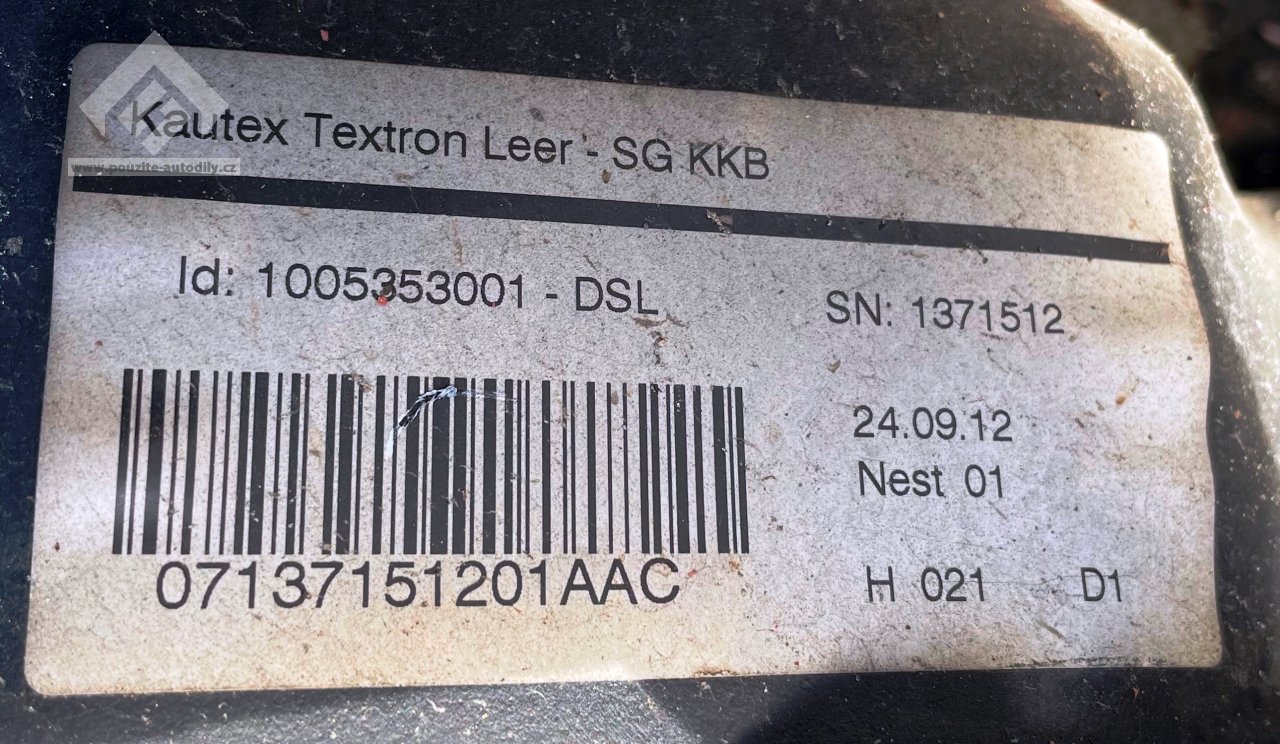 Kautex Textron Leer - SG KKB
www.pouzite-autodily.cz
Id: 1005353001 - DSL
SN: 1371512
24.09.12
Nest 01
07137151201AAC
H 021 D1